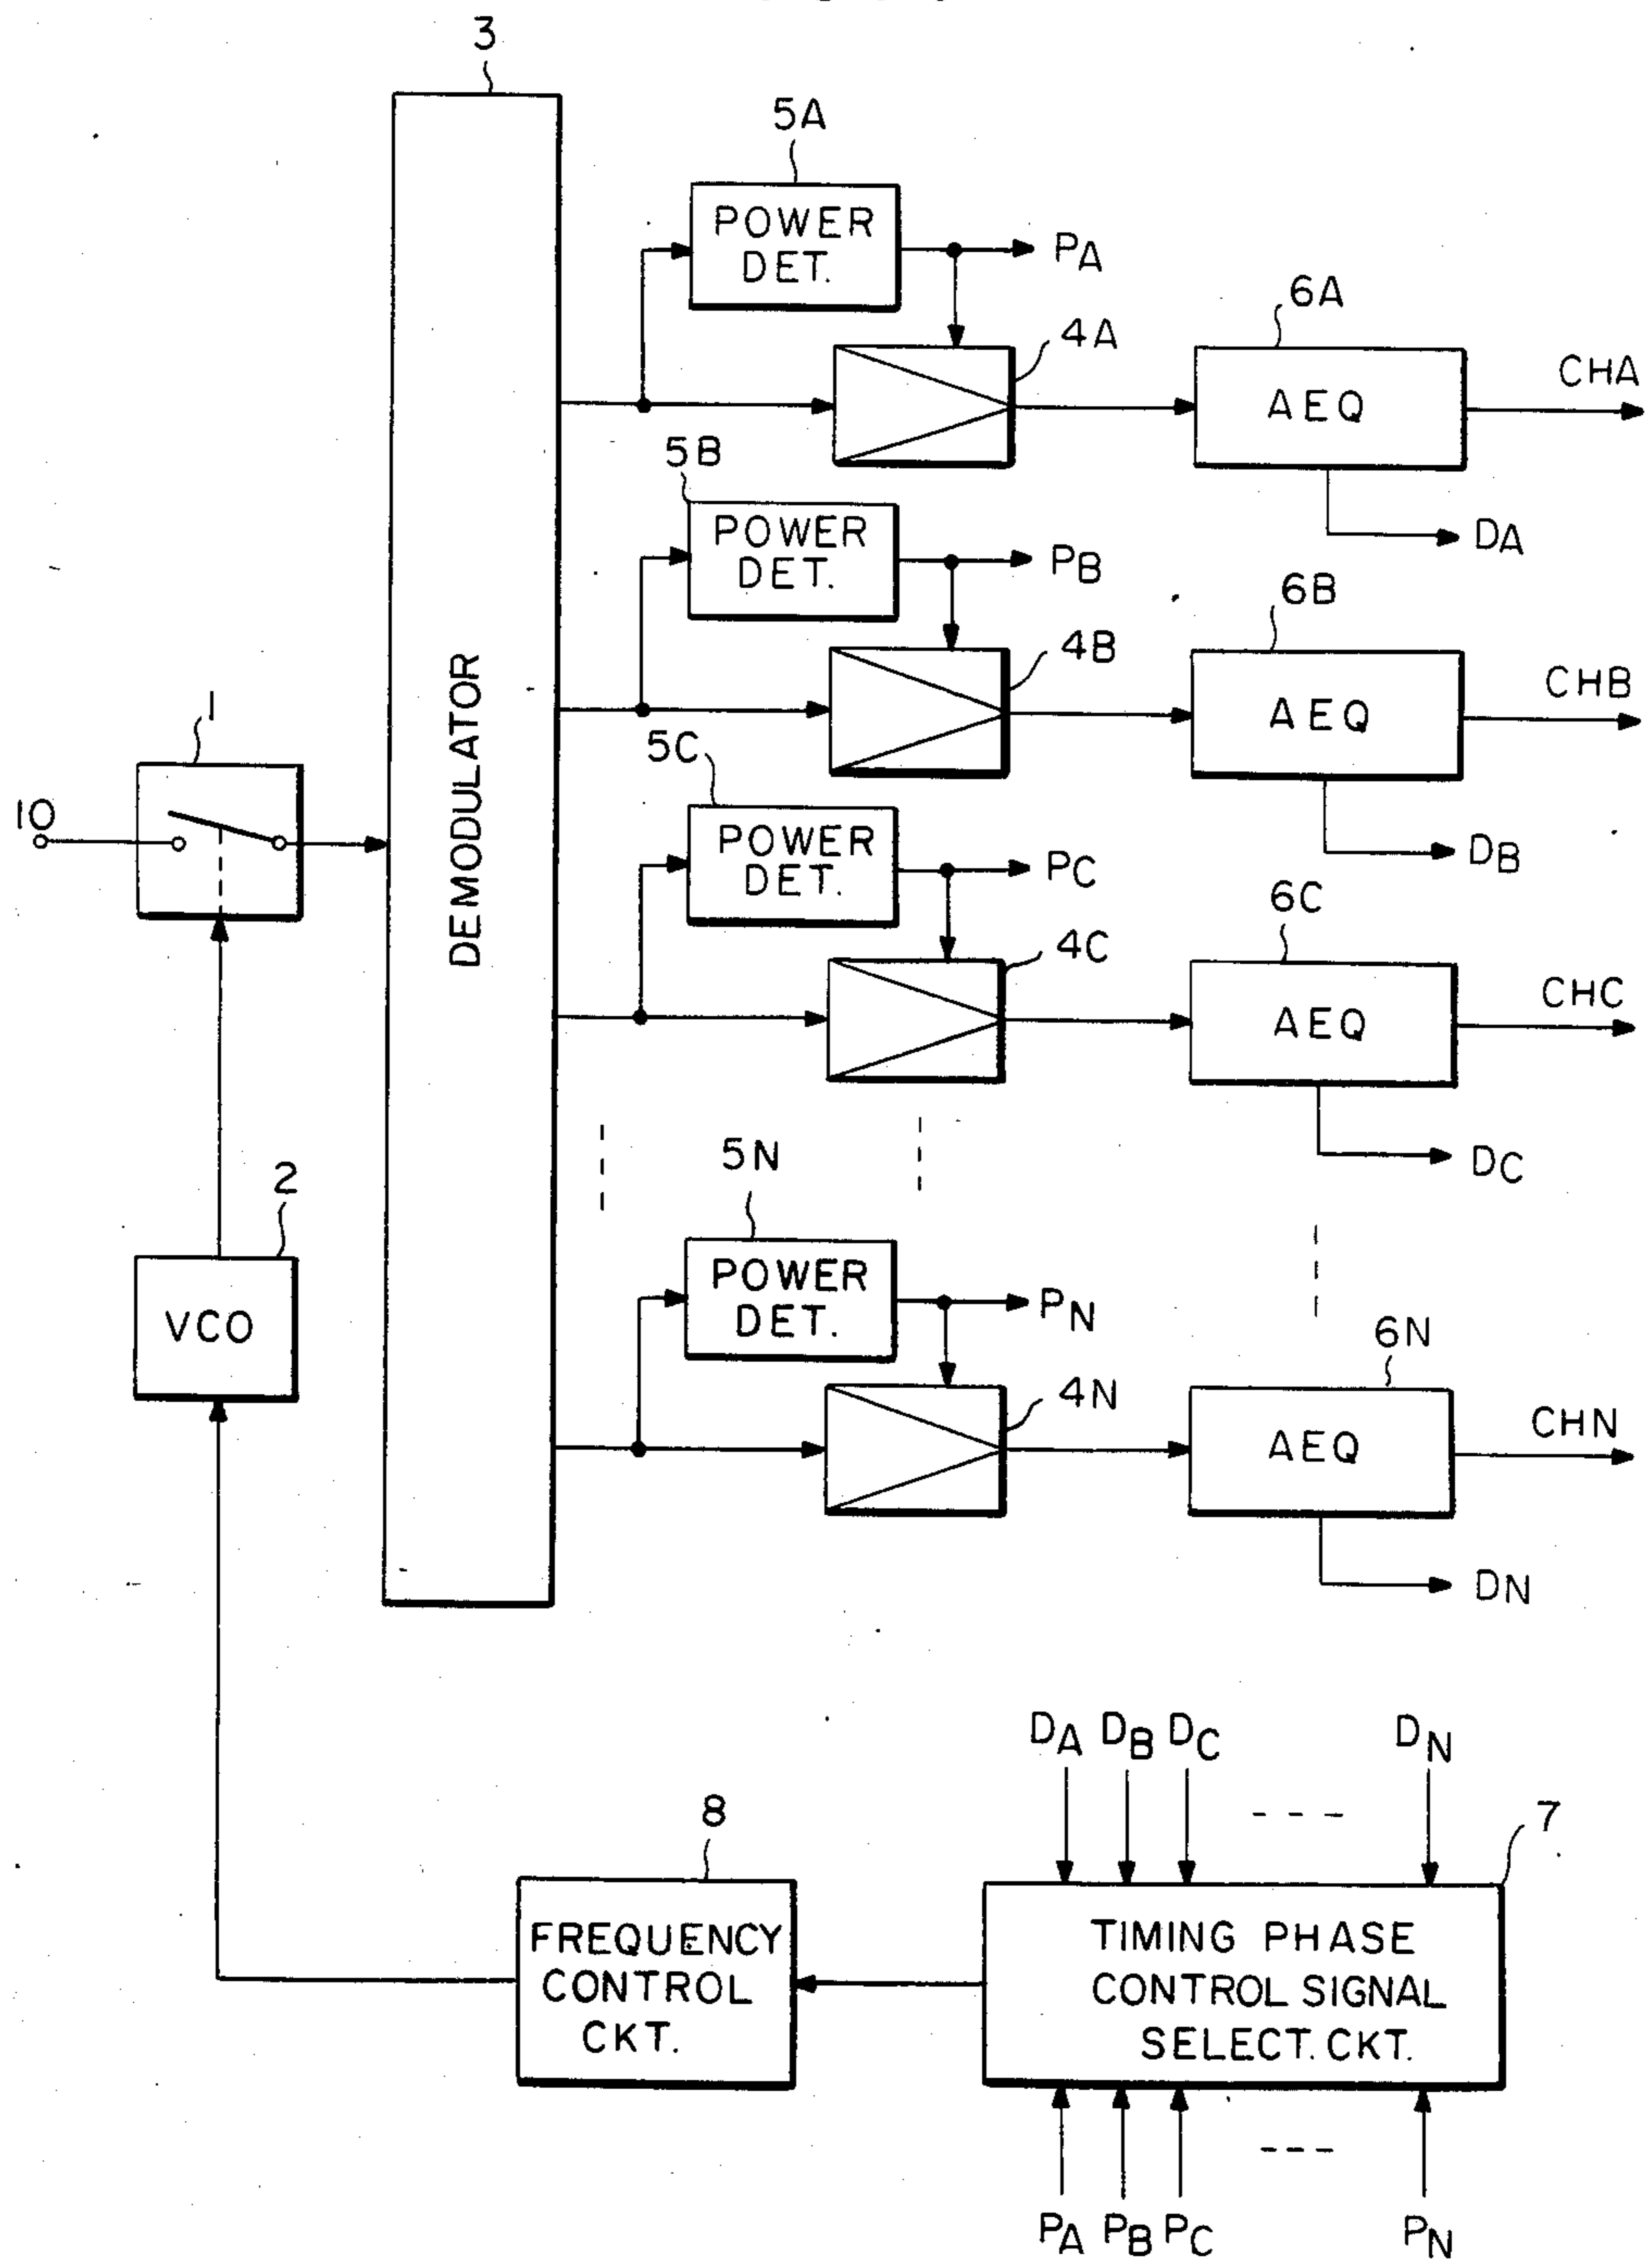 3
5A
POWER
DET.
PA
6A
4A
AEQ
CHA
5B
DA
POWER
DET.
PB
6B
4B
AEQ
CHB
1
5C
DEMODULATOR
10
POWER
DET.
PC
DB
6C
4C
AEQ
CHC
5N
2
DC
POWER
DET.
PN
VCO
6N
4N
AEQ
CHN
DN
DA DB DC --- DN
8
7
FREQUENCY
CONTROL
CKT.
TIMING PHASE
CONTROL SIGNAL
SELECT. CKT.
PA PB PC --- PN